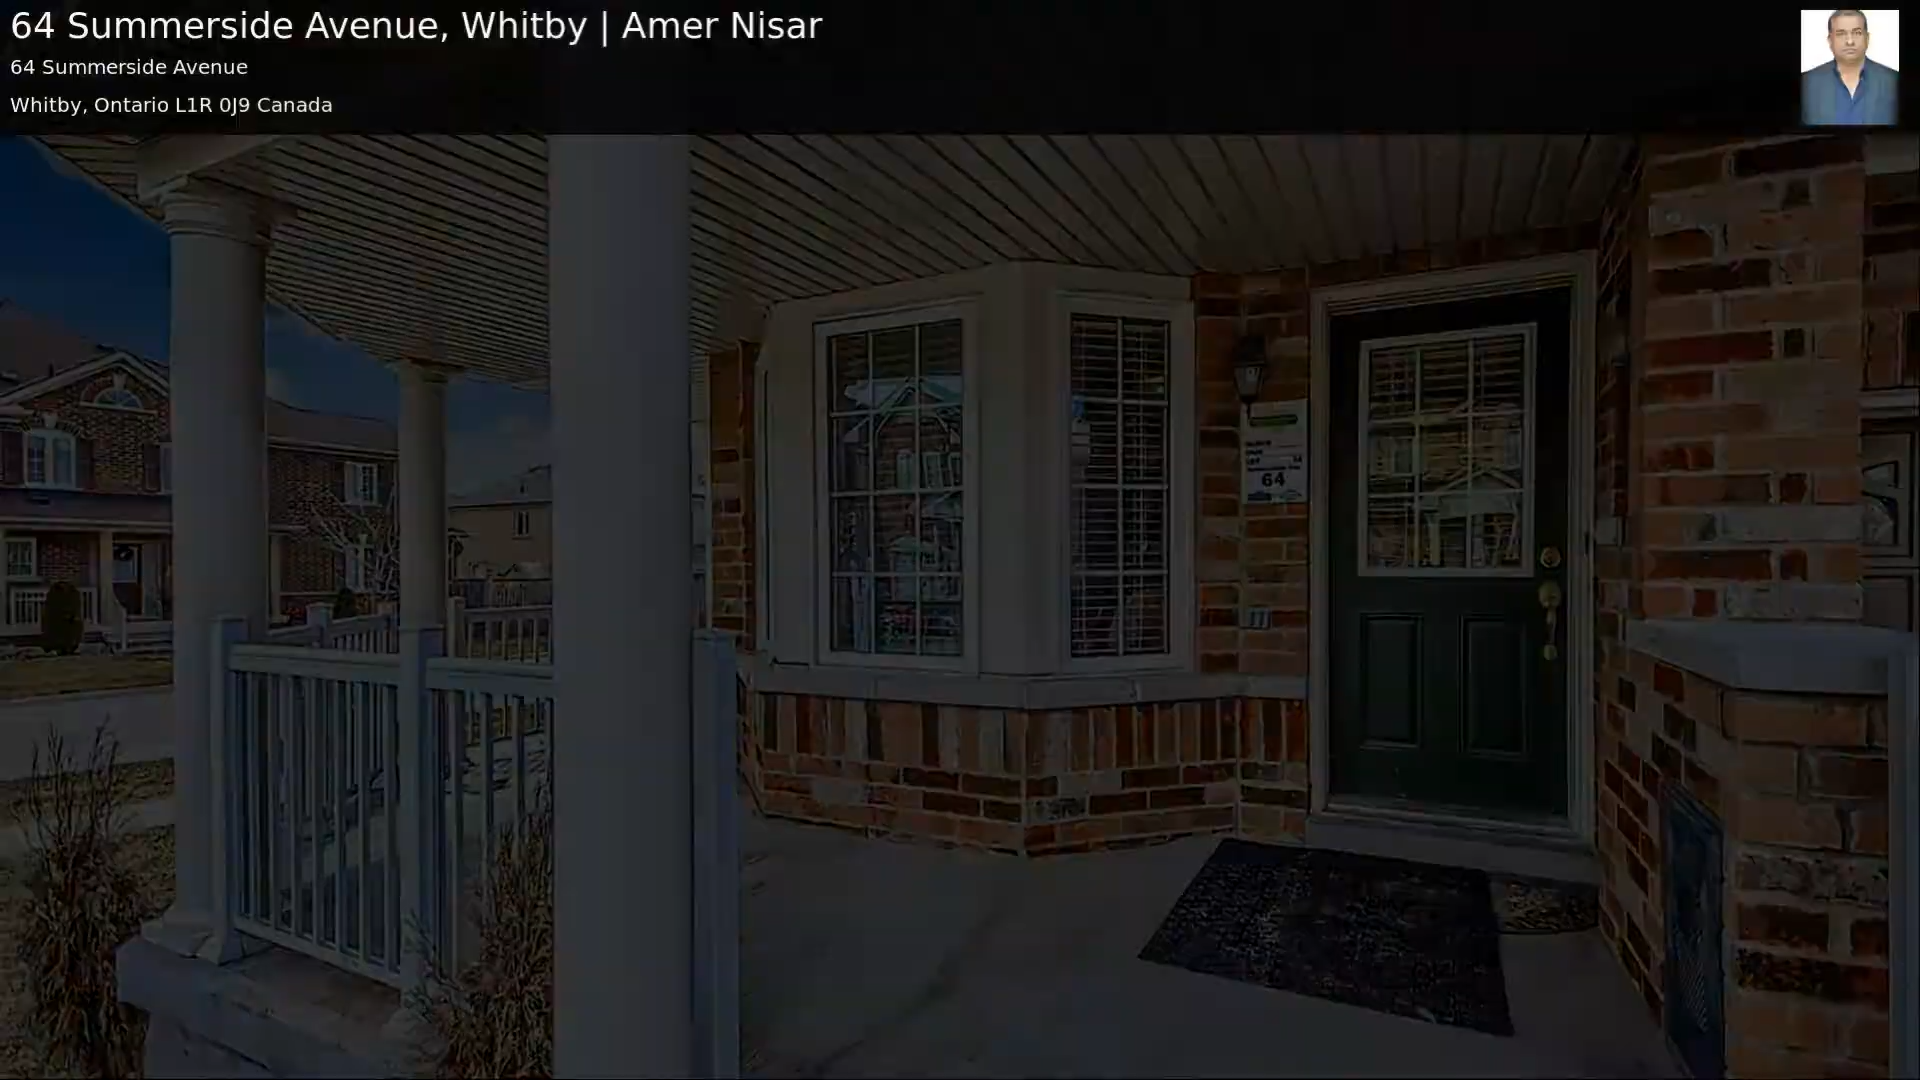 64 Summerside Avenue, Whitby | Amer Nisar
64 Summerside Avenue
Whitby, Ontario L1R 0J9 Canada
64